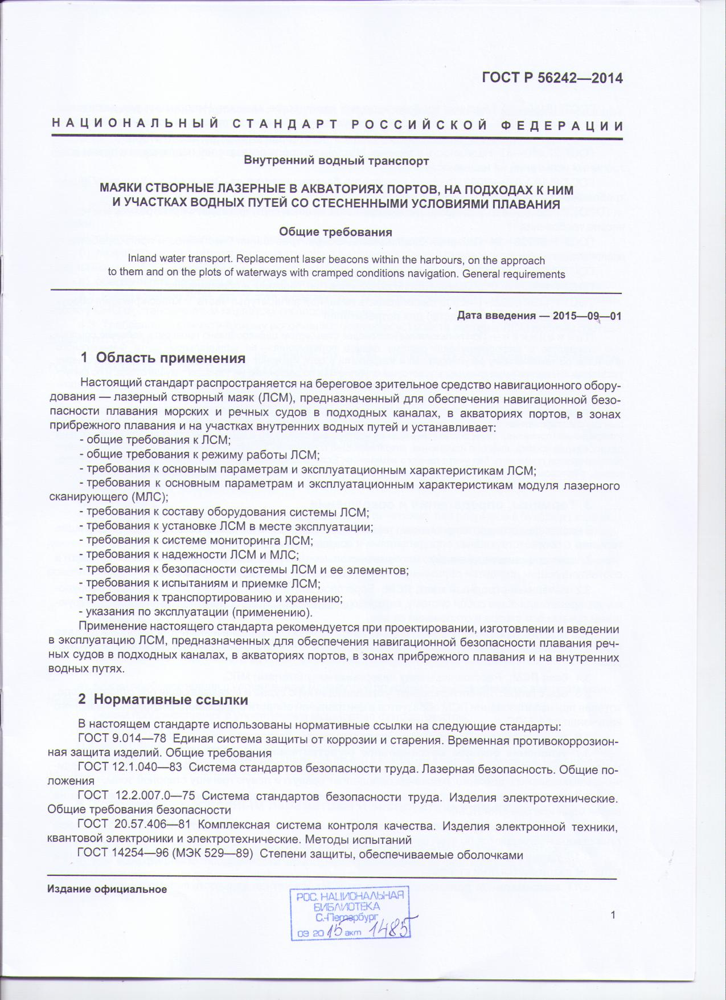 ГОСТ Р 56242—2014
НАЦИОНАЛЬНЫЙ СТАНДАРТ РОССИЙСКОЙ ФЕДЕРАЦИИ
Внутренний водный транспорт
МАЯКИ СТВОРНЫЕ ЛАЗЕРНЫЕ В АКВАТОРИЯХ ПОРТОВ, НА ПОДХОДАХ К НИМ
И УЧАСТКАХ ВОДНЫХ ПУТЕЙ СО СТЕСНЕННЫМИ УСЛОВИЯМИ ПЛАВАНИЯ
Общие требования
Inland water transport. Replacement laser beacons within the harbours, on the approach
to them and on the plots of waterways with cramped conditions navigation. General requirements
Дата введения — 2015—09—01
1 Область применения
Настоящий стандарт распространяется на береговое зрительное средство навигационного обору-
дования — лазерный створный маяк (ЛСМ), предназначенный для обеспечения навигационной безо-
пасности плавания морских и речных судов в подходных каналах, в акваториях портов, в зонах
прибрежного плавания и на участках внутренних водных путей и устанавливает:
- общие требования к ЛСМ;
- общие требования к режиму работы ЛСМ;
- требования к основным параметрам и эксплуатационным характеристикам ЛСМ;
- требования к основным параметрам и эксплуатационным характеристикам модуля лазерного
сканирующего (МЛС);
- требования к составу оборудования системы ЛСМ;
- требования к установке ЛСМ в месте эксплуатации;
- требования к системе мониторинга ЛСМ;
- требования к надежности ЛСМ и МЛС;
- требования к безопасности системы ЛСМ и ее элементов;
- требования к испытаниям и приемке ЛСМ;
- требования к транспортированию и хранению;
- указания по эксплуатации (применению).
Применение настоящего стандарта рекомендуется при проектировании, изготовлении и введении
в эксплуатацию ЛСМ, предназначенных для обеспечения навигационной безопасности плавания реч-
ных судов в подходных каналах, в акваториях портов, в зонах прибрежного плавания и на внутренних
водных путях.
2 Нормативные ссылки
В настоящем стандарте использованы нормативные ссылки на следующие стандарты:
ГОСТ 9.014—78 Единая система защиты от коррозии и старения. Временная противокоррозион-
ная защита изделий. Общие требования
ГОСТ 12.1.040—83 Система стандартов безопасности труда. Лазерная безопасность. Общие по-
ложения
ГОСТ 12.2.007.0—75 Система стандартов безопасности труда. Изделия электротехнические.
Общие требования безопасности
ГОСТ 20.57.406—81 Комплексная система контроля качества. Изделия электронной техники,
квантовой электроники и электротехнические. Методы испытаний
ГОСТ 14254—96 (МЭК 529—89) Степени защиты, обеспечиваемые оболочками
Издание официальное
РОС. НАЦИОНАЛЬНАЯ
БИБЛИОТЕКА
С.-Петербург
ОЭ 20 15 акт 1485
1